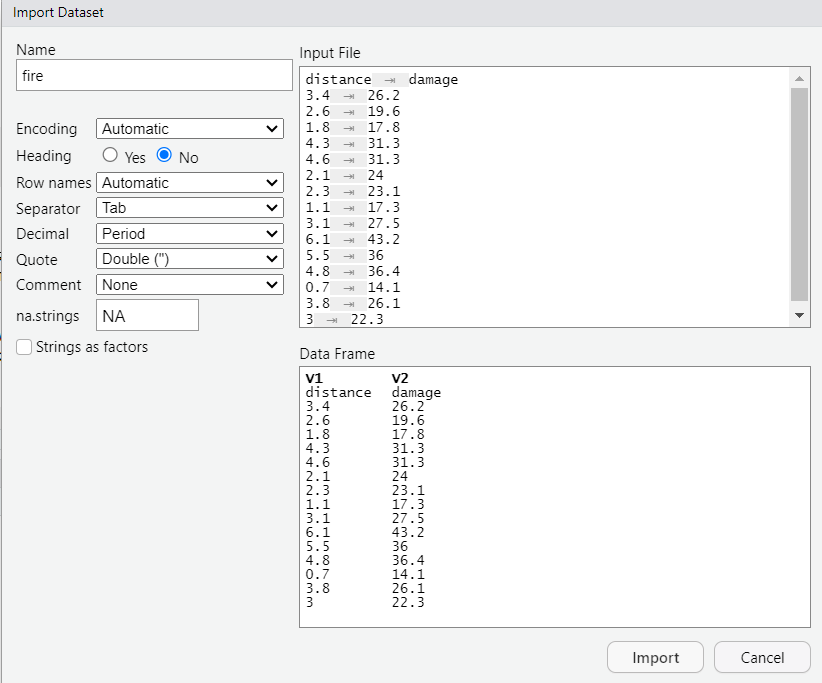 Import Dataset
Name
fire
Encoding Automatic
Heading Yes No
Row names Automatic
Separator Tab
Decimal Period
Quote Double (")
Comment None
na.strings NA
Strings as factors
Input File
distance ⇥ damage
3.4 ⇥ 26.2
2.6 ⇥ 19.6
1.8 ⇥ 17.8
4.3 ⇥ 31.3
4.6 ⇥ 31.3
2.1 ⇥ 24
2.3 ⇥ 23.1
1.1 ⇥ 17.3
3.1 ⇥ 27.5
6.1 ⇥ 43.2
5.5 ⇥ 36
4.8 ⇥ 36.4
0.7 ⇥ 14.1
3.8 ⇥ 26.1
3 ⇥ 22.3
Data Frame
V1 V2
distance damage
3.4 26.2
2.6 19.6
1.8 17.8
4.3 31.3
4.6 31.3
2.1 24
2.3 23.1
1.1 17.3
3.1 27.5
6.1 43.2
5.5 36
4.8 36.4
0.7 14.1
3.8 26.1
3 22.3
Import Cancel